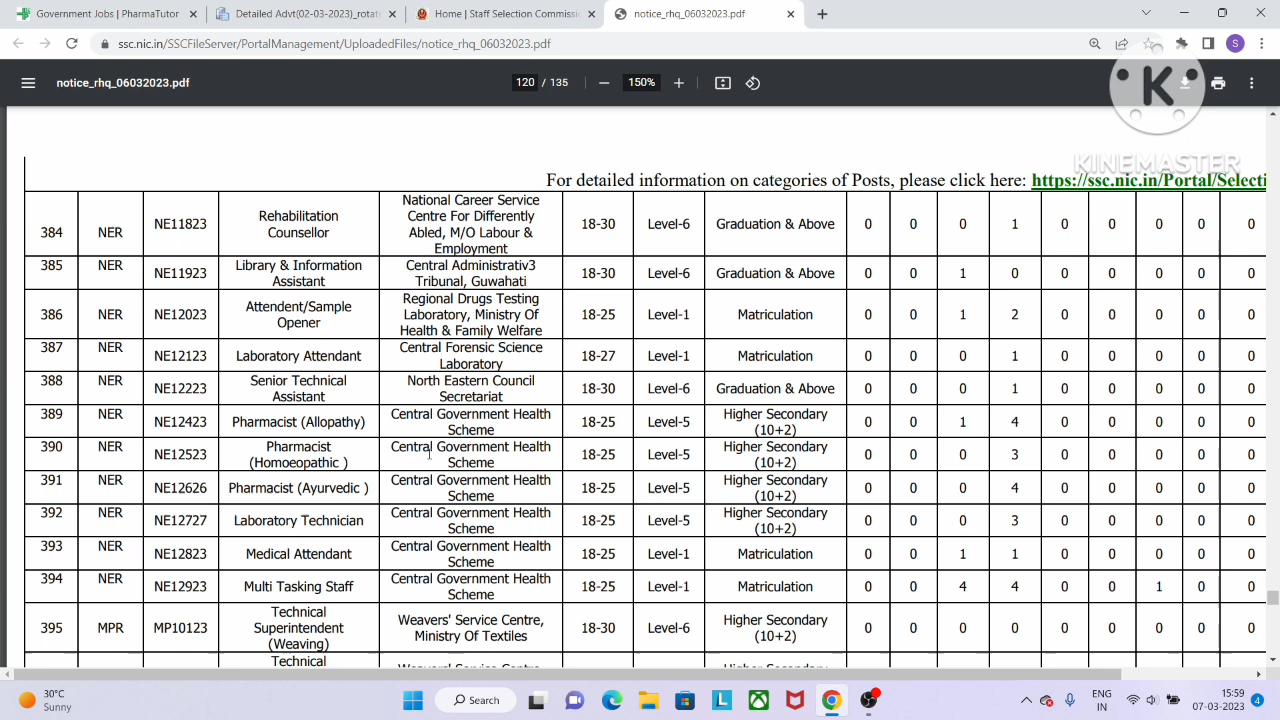 Government Jobs | PharmaTutor
Detailed Advt(02-03-2023)_rotat
Home | Staff Selection Commissi
notice_rhq_06032023.pdf
ssc.nic.in/SSCFileServer/PortalManagement/UploadedFiles/notice_rhq_06032023.pdf
S
notice_rhq_06032023.pdf
120 / 135
150%
K
KINEMASTER
For detailed information on categories of Posts, please click here: https://ssc.nic.in/Portal/Selecti
384 NER NE11823 Rehabilitation Counsellor National Career Service Centre For Differently Abled, M/O Labour & Employment 18-30 Level-6 Graduation & Above 0 0 0 1 0 0 0 0 0
385 NER NE11923 Library & Information Assistant Central Administrativ3 Tribunal, Guwahati 18-30 Level-6 Graduation & Above 0 0 1 0 0 0 0 0 0
386 NER NE12023 Attendent/Sample Opener Regional Drugs Testing Laboratory, Ministry Of Health & Family Welfare 18-25 Level-1 Matriculation 0 0 1 2 0 0 0 0 0
387 NER NE12123 Laboratory Attendant Central Forensic Science Laboratory 18-27 Level-1 Matriculation 0 0 0 1 0 0 0 0 0
388 NER NE12223 Senior Technical Assistant North Eastern Council Secretariat 18-30 Level-6 Graduation & Above 0 0 0 1 0 0 0 0 0
389 NER NE12423 Pharmacist (Allopathy) Central Government Health Scheme 18-25 Level-5 Higher Secondary (10+2) 0 0 1 4 0 0 0 0 0
390 NER NE12523 Pharmacist (Homoeopathic ) Central Government Health Scheme 18-25 Level-5 Higher Secondary (10+2) 0 0 0 3 0 0 0 0 0
391 NER NE12626 Pharmacist (Ayurvedic ) Central Government Health Scheme 18-25 Level-5 Higher Secondary (10+2) 0 0 0 4 0 0 0 0 0
392 NER NE12727 Laboratory Technician Central Government Health Scheme 18-25 Level-5 Higher Secondary (10+2) 0 0 0 3 0 0 0 0 0
393 NER NE12823 Medical Attendant Central Government Health Scheme 18-25 Level-1 Matriculation 0 0 1 1 0 0 0 0 0
394 NER NE12923 Multi Tasking Staff Central Government Health Scheme 18-25 Level-1 Matriculation 0 0 4 4 0 0 1 0 0
395 MPR MP10123 Technical Superintendent (Weaving) Weavers' Service Centre, Ministry Of Textiles 18-30 Level-6 Higher Secondary (10+2) 0 0 0 0 0 0 0 0 0
Technical Weavers' Service Centre, Higher Secondary
30°C
Sunny
Search
L
ENG
IN
15:59
07-03-2023
4